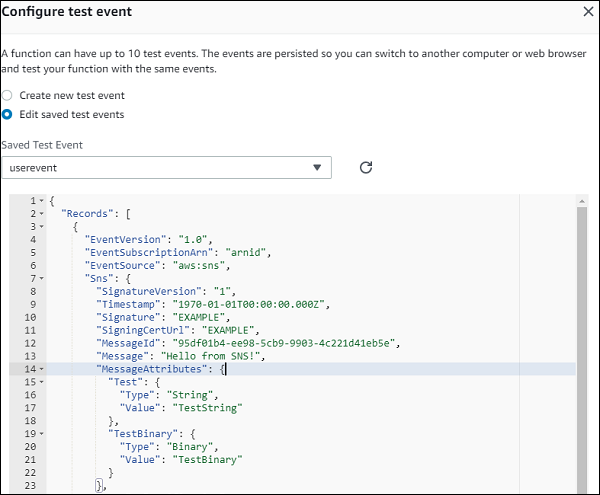 Configure test event
A function can have up to 10 test events. The events are persisted so you can switch to another computer or web browser
and test your function with the same events.
Create new test event
Edit saved test events
Saved Test Event
userevent
1 {
2 "Records": [
3 {
4 "EventVersion": "1.0",
5 "EventSubscriptionArn": "arnid",
6 "EventSource": "aws:sns",
7 "Sns": {
8 "SignatureVersion": "1",
9 "Timestamp": "1970-01-01T00:00:00.000Z",
10 "Signature": "EXAMPLE",
11 "SigningCertUrl": "EXAMPLE",
12 "MessageId": "95df01b4-ee98-5cb9-9903-4c221d41eb5e",
13 "Message": "Hello from SNS!",
14 "MessageAttributes": {
15 "Test": {
16 "Type": "String",
17 "Value": "TestString"
18 },
19 "TestBinary": {
20 "Type": "Binary",
21 "Value": "TestBinary"
22 }
23 },